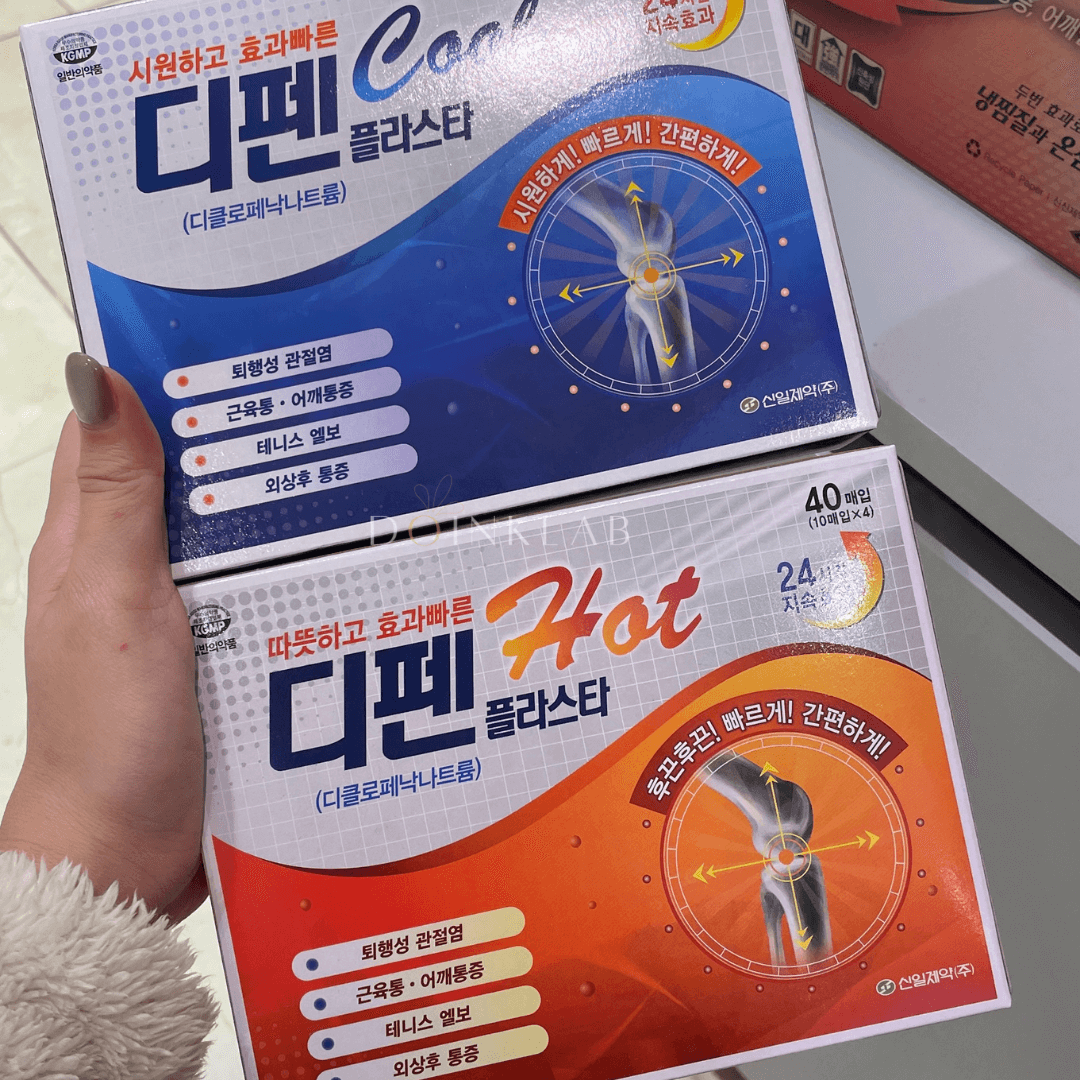 KGMP
일반의약품
시원하고 효과빠른
Cool
디펜
플라스타
(디클로페낙나트륨)
지속효과
시원하게! 빠르게! 간편하게!
퇴행성 관절염
근육통 · 어깨통증
테니스 엘보
외상후 통증
신일제약(주)
두번 효과
냉찜질과 온
DOINKLAB
40매입
(10매입×4)
24
지속
KGMP
일반의약품
따뜻하고 효과빠른
Hot
디펜
플라스타
(디클로페낙나트륨)
후끈후끈! 빠르게! 간편하게!
퇴행성 관절염
근육통 · 어깨통증
테니스 엘보
외상후 통증
신일제약(주)